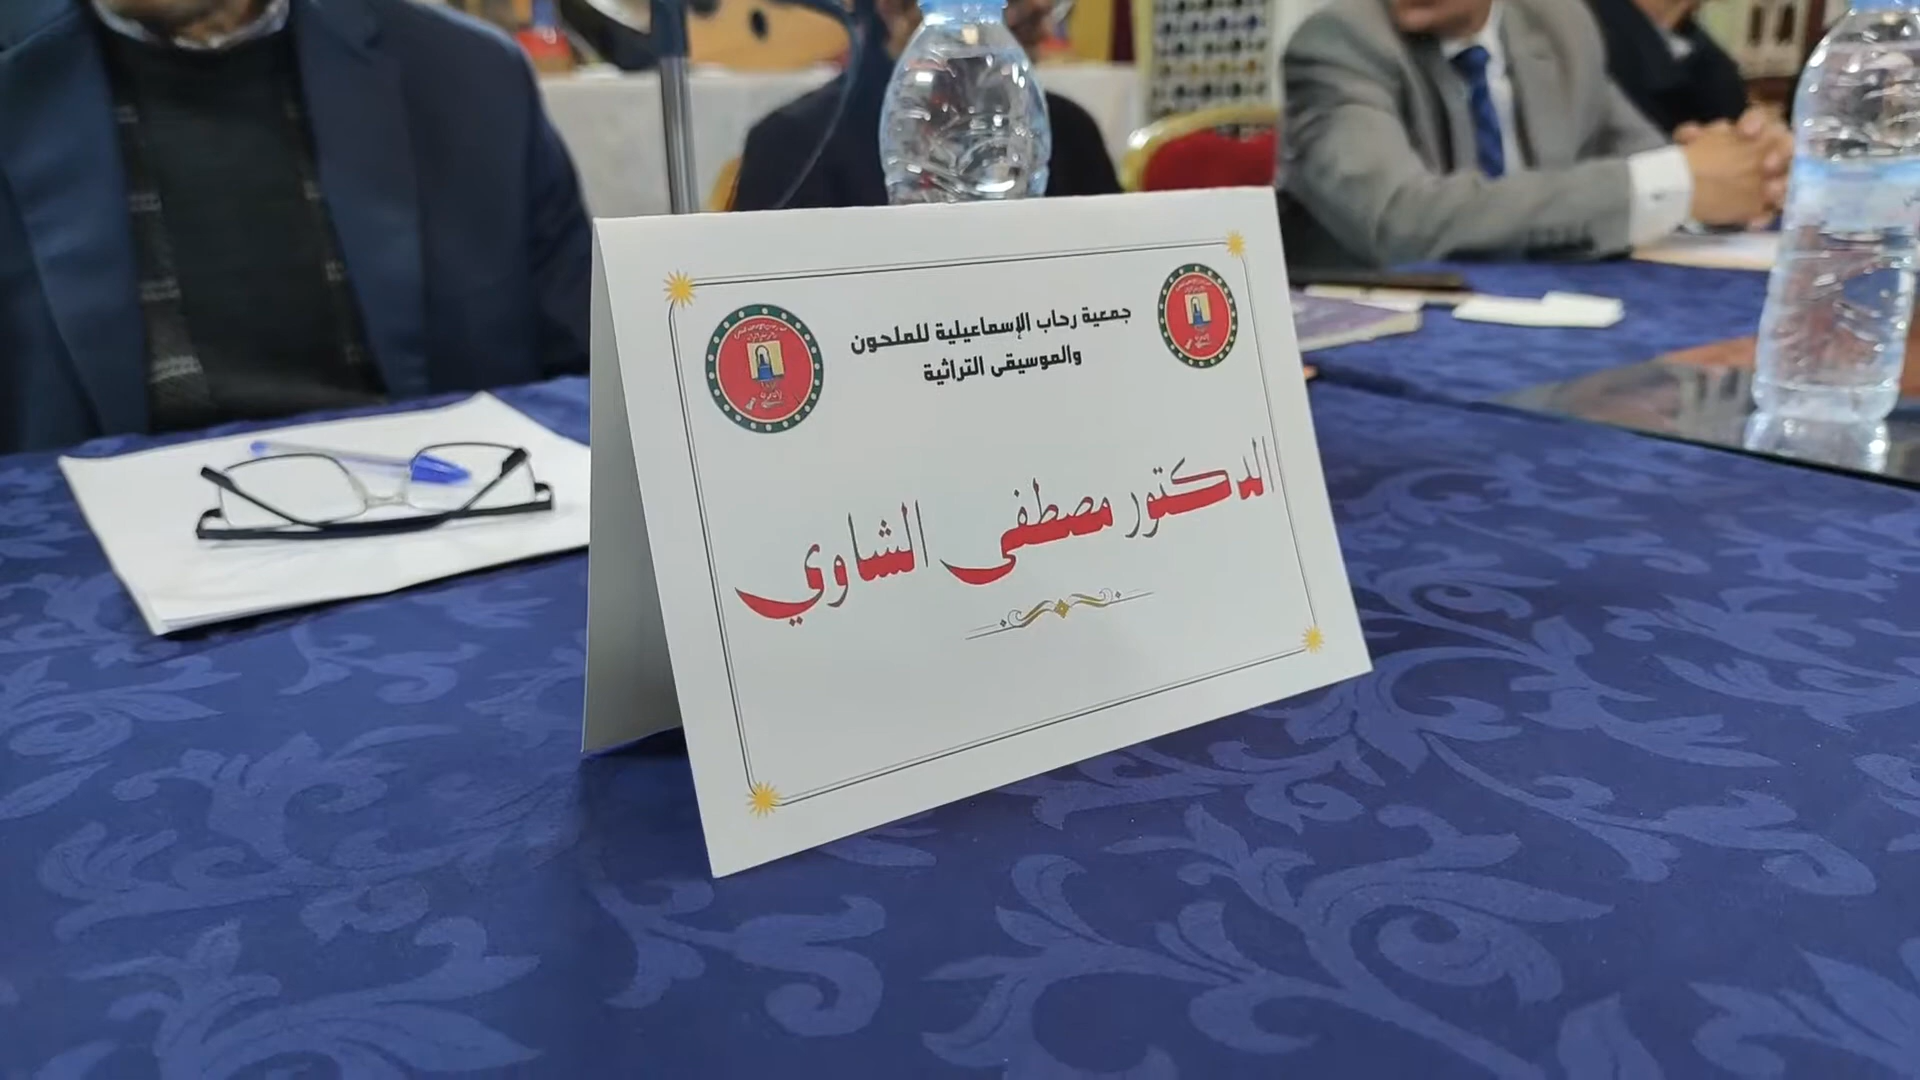 جمعية رحاب الإسماعيلية للملحون
والموسيقى التراثية
الدكتور مصطفى الشاوي